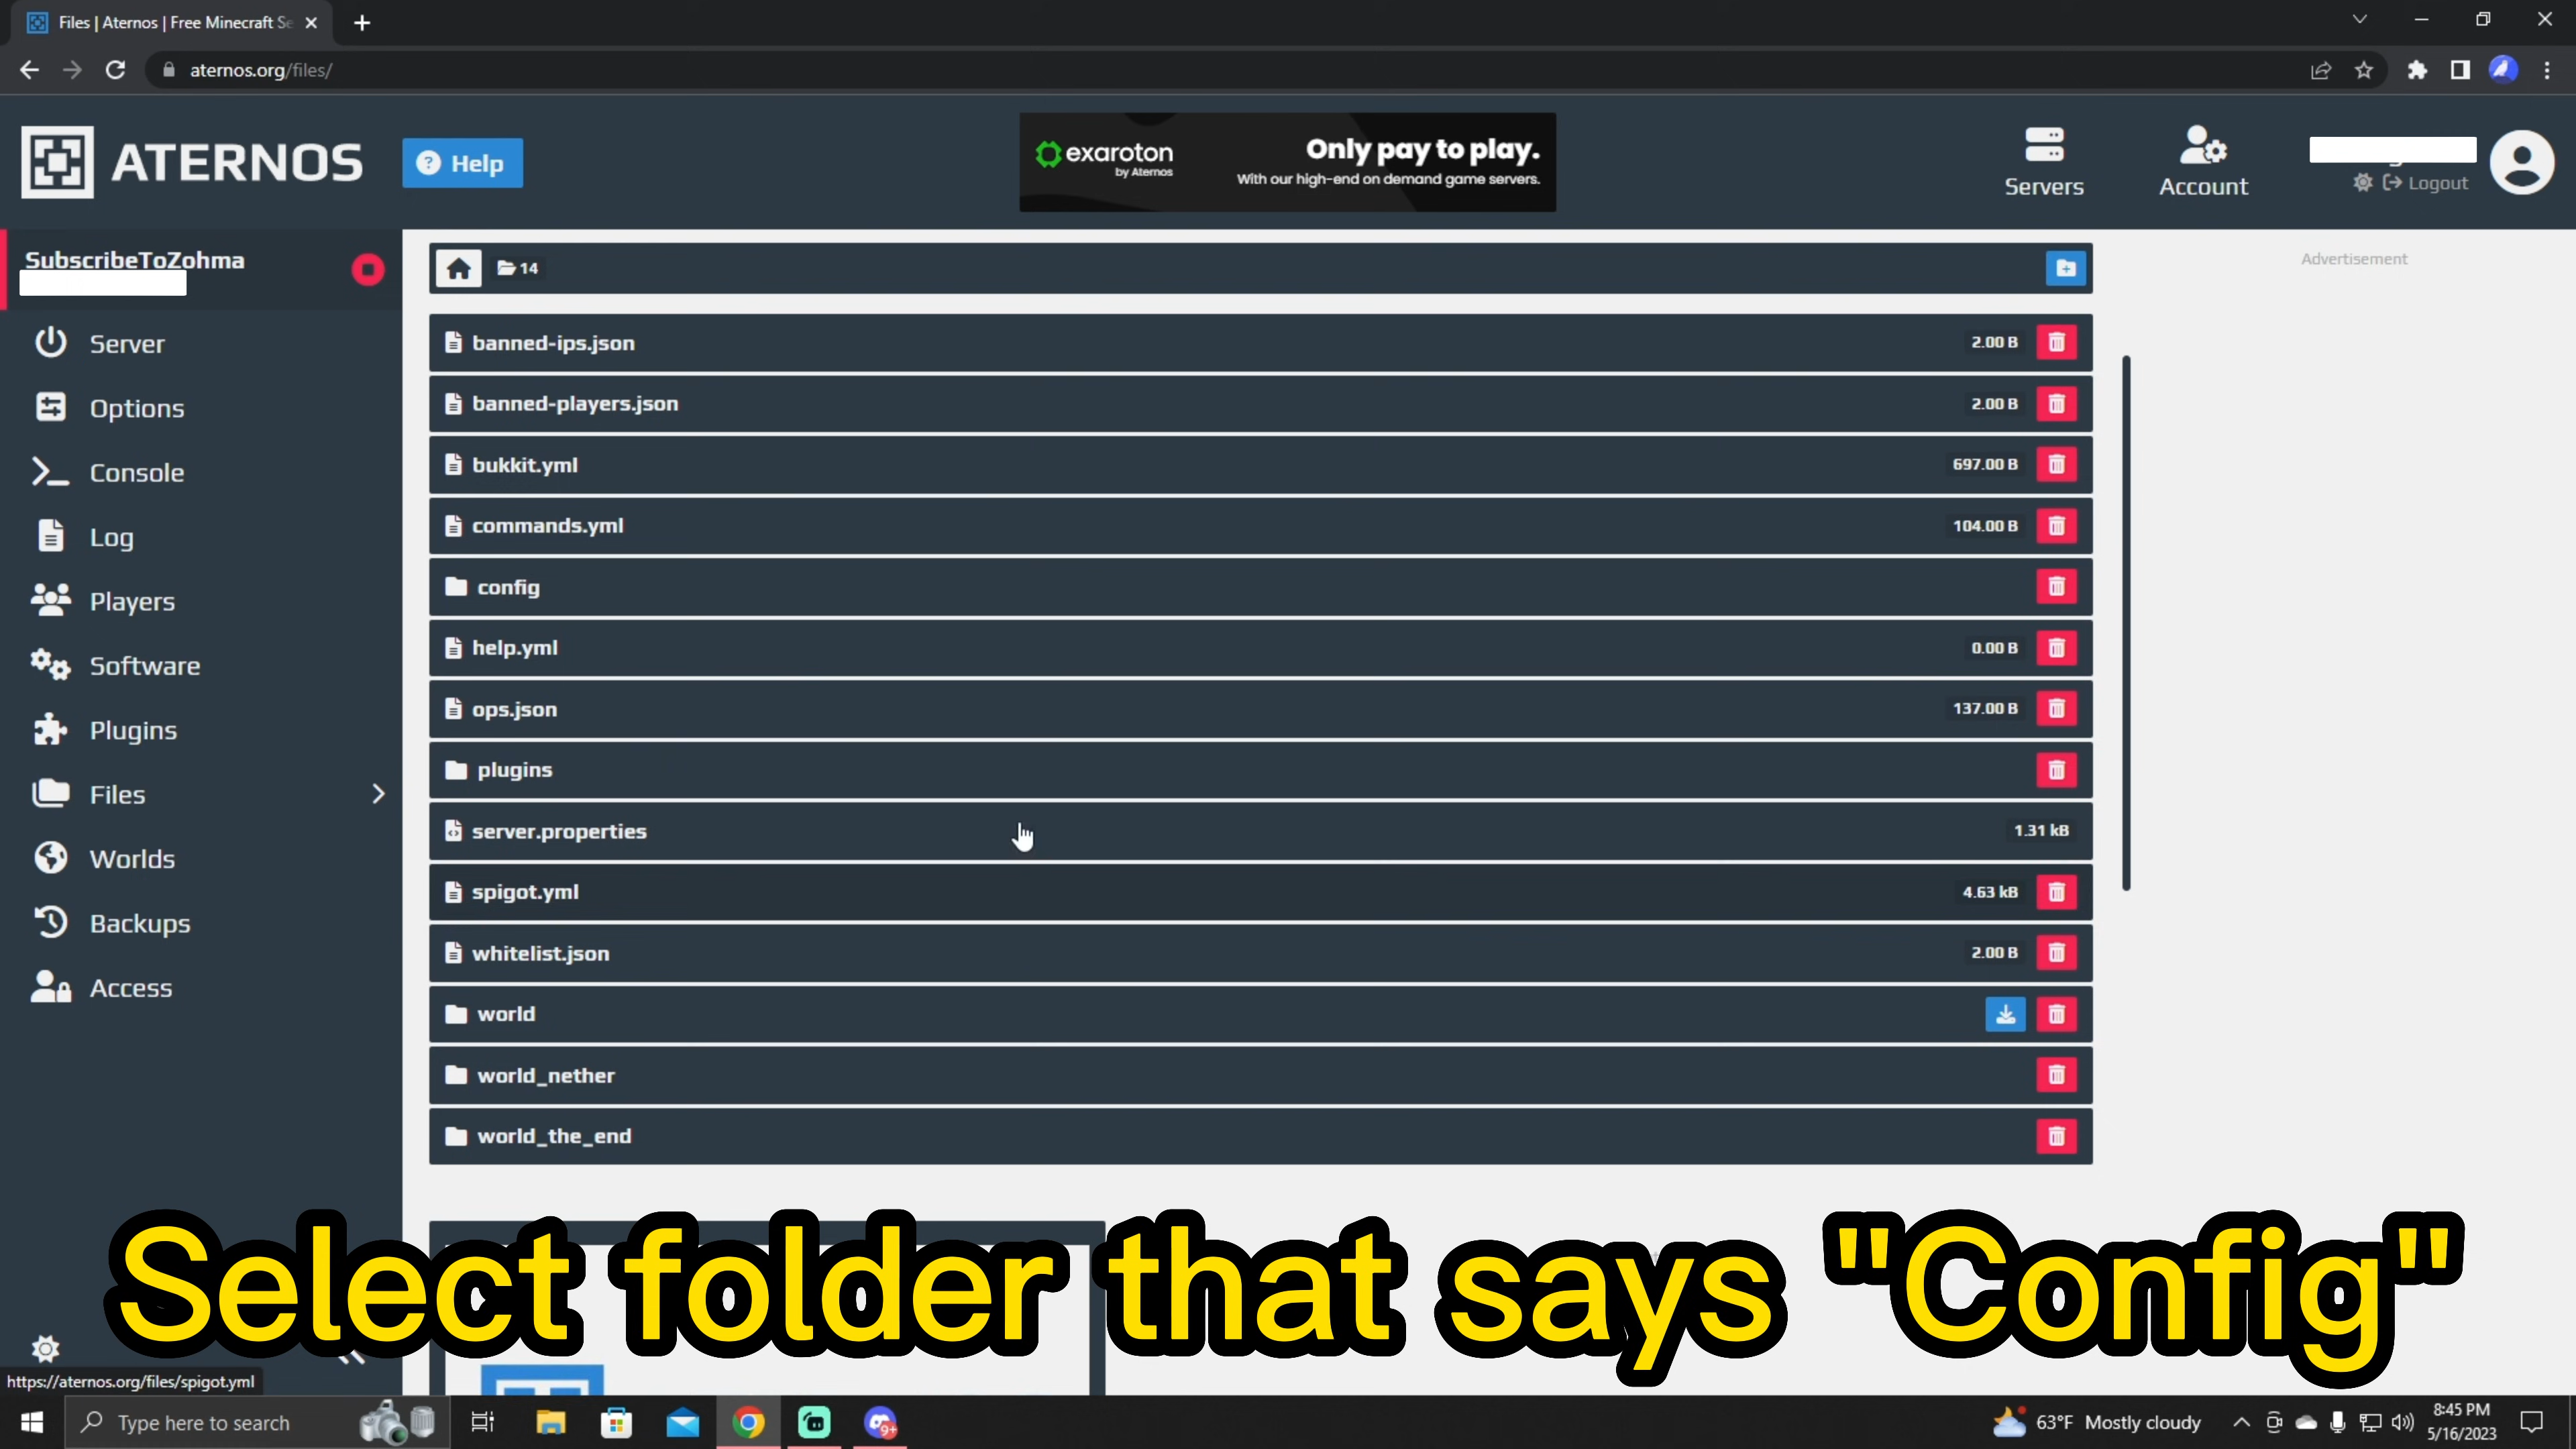 Files | Aternos | Free Minecraft Se
aternos.org/files/
ATERNOS
Help
exaroton
by Aternos
Only pay to play.
With our high-end on demand game servers.
Servers
Account
Logout
SubscribeToZohma
14
Advertisement
Server
Options
Console
Log
Players
Software
Plugins
Files
Worlds
Backups
Access
banned-ips.json 2.00 B
banned-players.json 2.00 B
bukkit.yml 697.00 B
commands.yml 104.00 B
config
help.yml 0.00 B
ops.json 137.00 B
plugins
server.properties 1.31 kB
spigot.yml 4.63 kB
whitelist.json 2.00 B
world
world_nether
world_the_end
Select folder that says "Config"
https://aternos.org/files/spigot.yml
Type here to search
9+
63°F Mostly cloudy
8:45 PM
5/16/2023